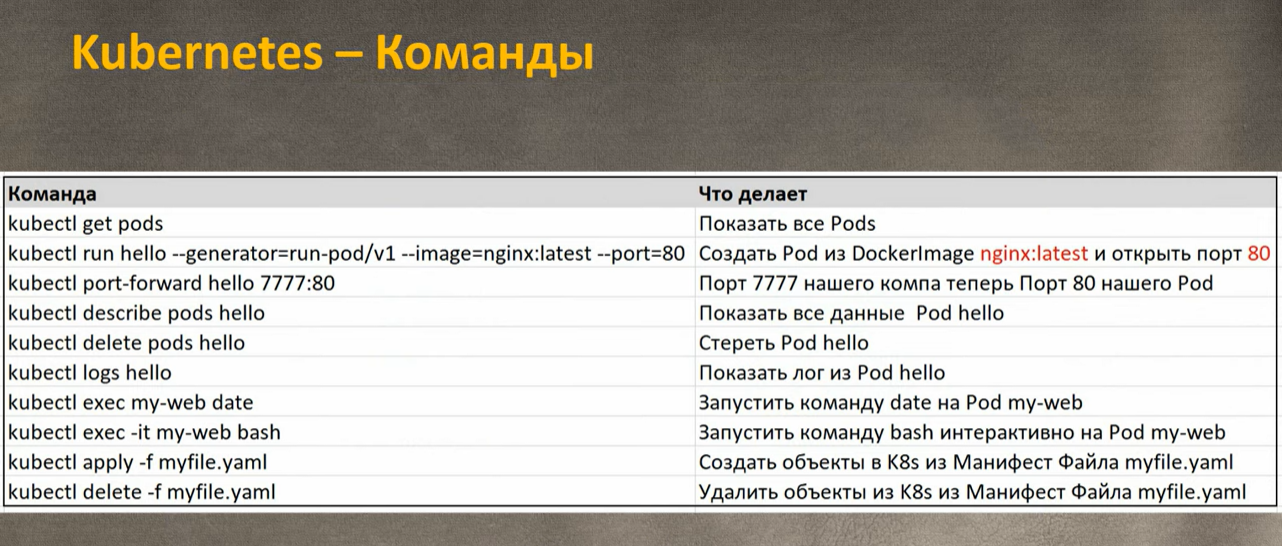 Kubernetes – Команды
Команда Что делает
kubectl get pods Показать все Pods
kubectl run hello --generator=run-pod/v1 --image=nginx:latest --port=80 Создать Pod из DockerImage nginx:latest и открыть порт 80
kubectl port-forward hello 7777:80 Порт 7777 нашего компа теперь Порт 80 нашего Pod
kubectl describe pods hello Показать все данные Pod hello
kubectl delete pods hello Стереть Pod hello
kubectl logs hello Показать лог из Pod hello
kubectl exec my-web date Запустить команду date на Pod my-web
kubectl exec -it my-web bash Запустить команду bash интерактивно на Pod my-web
kubectl apply -f myfile.yaml Создать объекты в K8s из Манифест Файла myfile.yaml
kubectl delete -f myfile.yaml Удалить объекты из K8s из Манифест Файла myfile.yaml